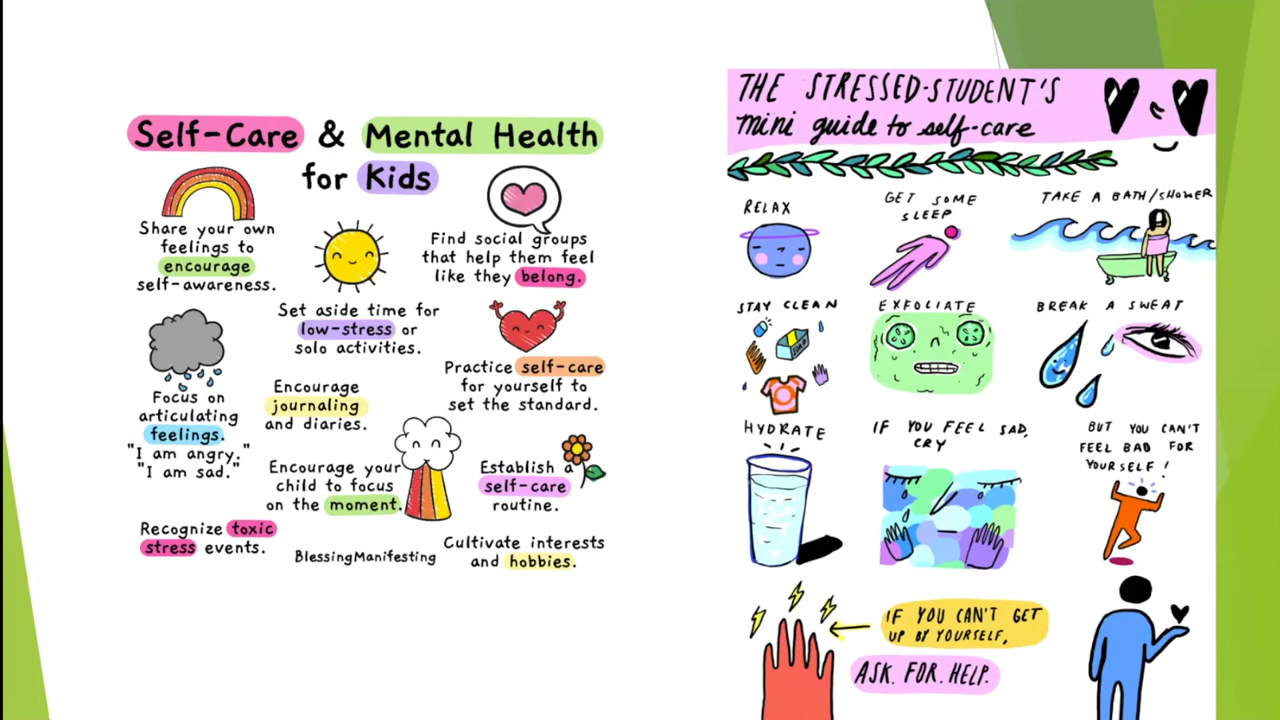 Self-Care & Mental Health
for Kids
Share your own
feelings to
encourage
self-awareness.
Find social groups
that help them feel
like they belong.
Set aside time for
low-stress or
solo activities.
Focus on
articulating
feelings.
"I am angry."
"I am sad."
Encourage
journaling
and diaries.
Practice self-care
for yourself to
set the standard.
Encourage your
child to focus
on the moment.
Establish a
self-care
routine.
Recognize toxic
stress events.
BlessingManifesting
Cultivate interests
and hobbies.
THE STRESSED-STUDENT'S
mini guide to self-care
RELAX
GET SOME
SLEEP
TAKE A BATH/SHOWER
STAY CLEAN
EXFOLIATE
BREAK A SWEAT
HYDRATE
IF YOU FEEL SAD,
CRY
BUT YOU CAN'T
FEEL BAD FOR
YOURSELF!
IF YOU CAN'T GET
UP BY YOURSELF,
ASK. FOR. HELP.